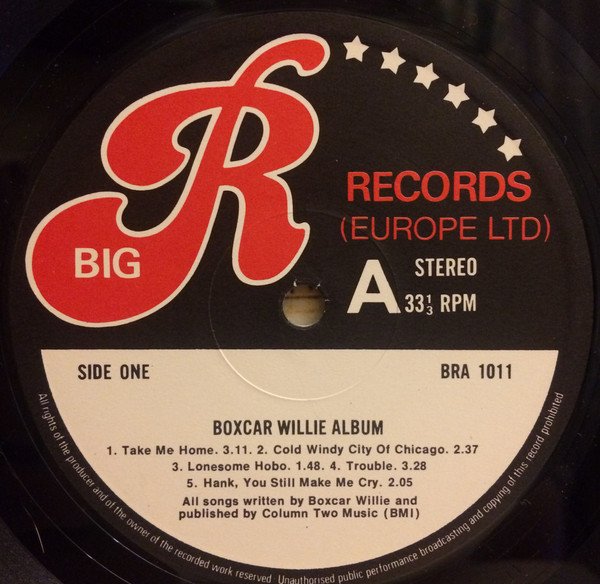 BIG R
RECORDS
(EUROPE LTD)
A STEREO
33⅓ RPM
SIDE ONE
BRA 1011
BOXCAR WILLIE ALBUM
1. Take Me Home. 3.11. 2. Cold Windy City Of Chicago. 2.37
3. Lonesome Hobo. 1.48. 4. Trouble. 3.28
5. Hank, You Still Make Me Cry. 2.05
All songs written by Boxcar Willie and
published by Column Two Music (BMI)
All rights of the producer and of the owner of the recorded work reserved. Unauthorised public performance broadcasting and copying of this record prohibited